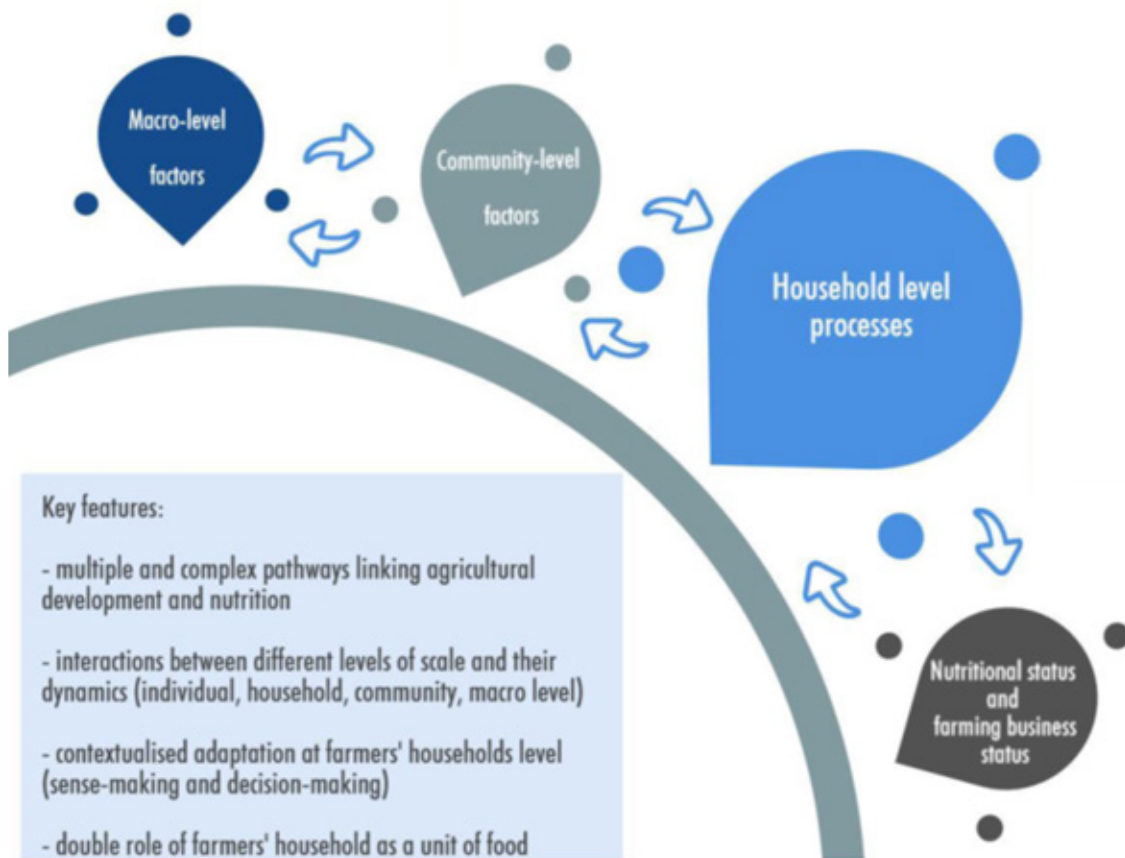 Macro-level
factors
Community-level
factors
Household level
processes
Nutritional status
and
farming business
status
Key features:
- multiple and complex pathways linking agricultural
development and nutrition
- interactions between different levels of scale and their
dynamics (individual, household, community, macro level)
- contextualised adaptation at farmers' households level
(sense-making and decision-making)
- double role of farmers' household as a unit of food